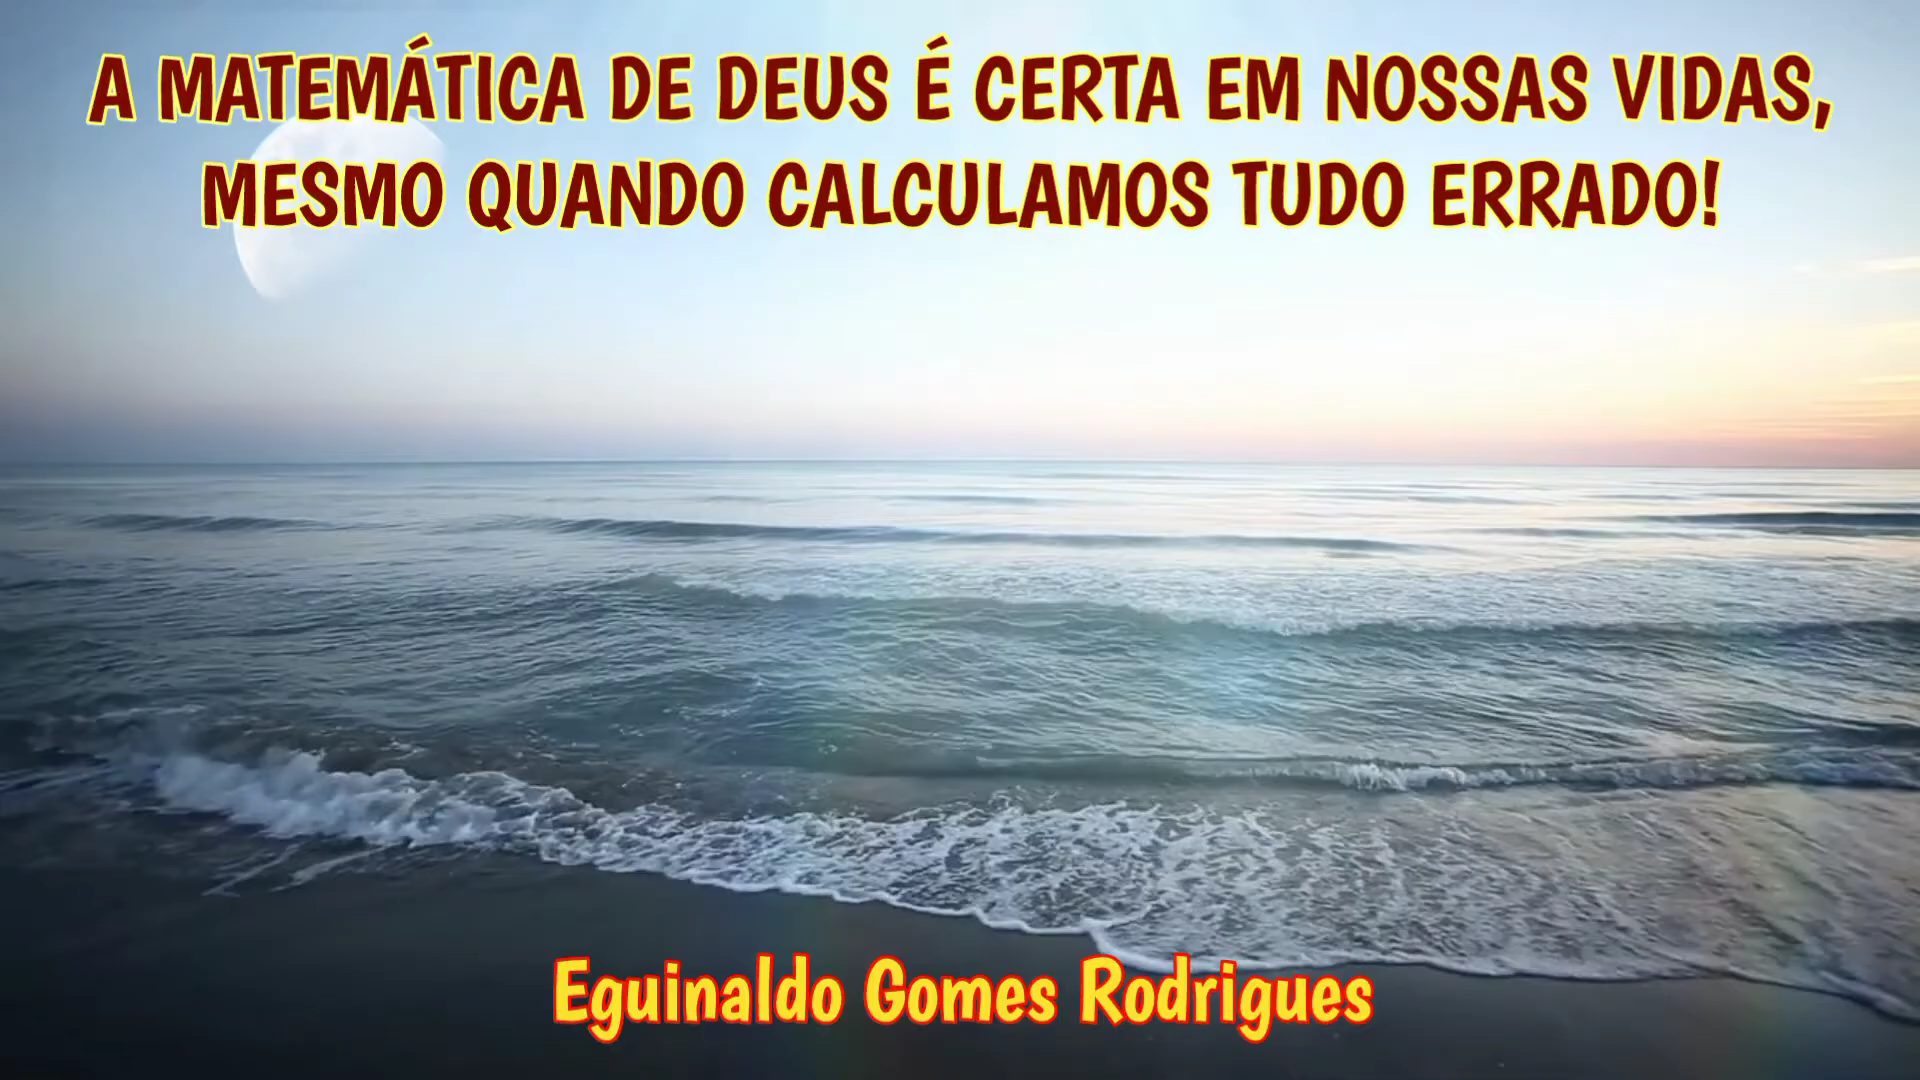 A MATEMÁTICA DE DEUS É CERTA EM NOSSAS VIDAS,
MESMO QUANDO CALCULAMOS TUDO ERRADO!
Eguinaldo Gomes Rodrigues